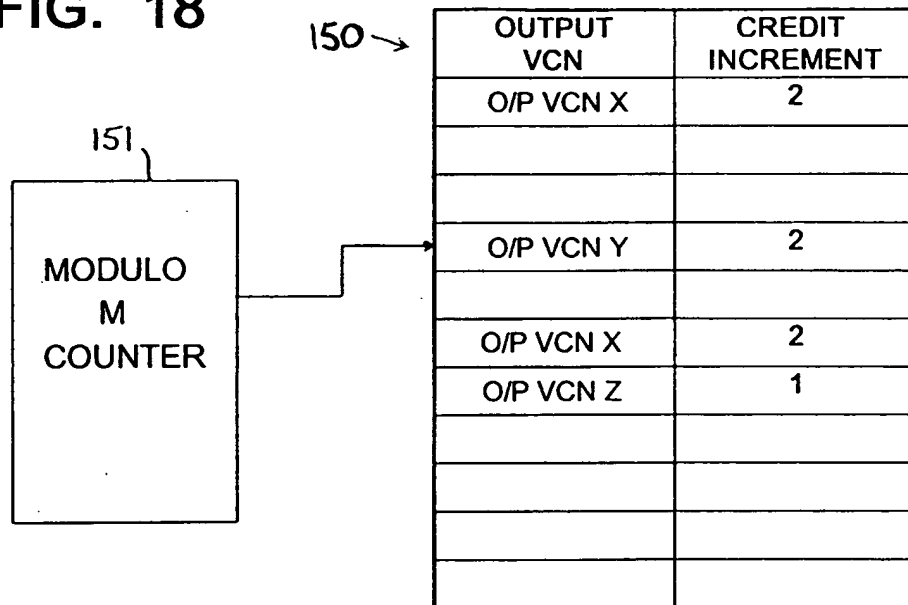 FIG. 18
150
OUTPUT VCN
CREDIT INCREMENT
O/P VCN X 2
151
O/P VCN Y 2
MODULO
M
COUNTER
O/P VCN X 2
O/P VCN Z 1